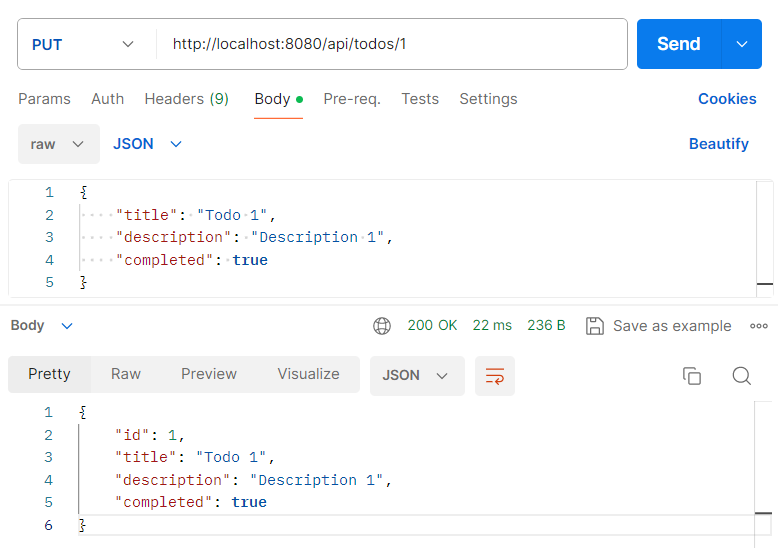 PUT http://localhost:8080/api/todos/1 Send
Params Auth Headers (9) Body Pre-req. Tests Settings Cookies
raw JSON Beautify
1 {
2 "title": "Todo 1",
3 "description": "Description 1",
4 "completed": true
5 }
Body 200 OK 22 ms 236 B Save as example
Pretty Raw Preview Visualize JSON
1 {
2 "id": 1,
3 "title": "Todo 1",
4 "description": "Description 1",
5 "completed": true
6 }